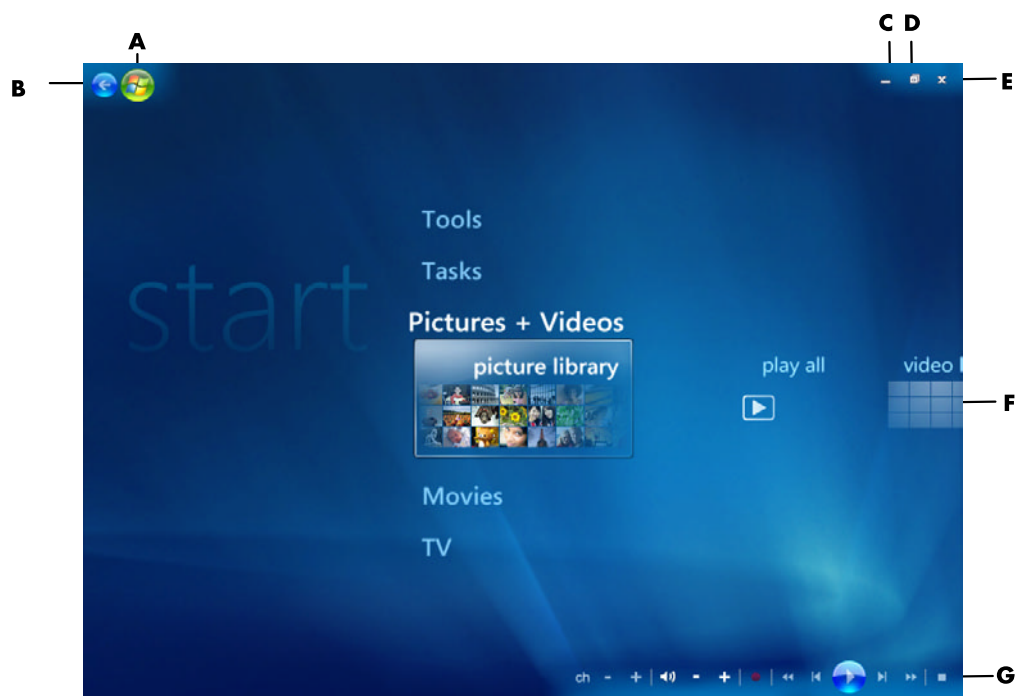 A
B
C D
E
Tools
Tasks
start
Pictures + Videos
picture library
play all
video l
F
Movies
TV
ch - +
- +
G